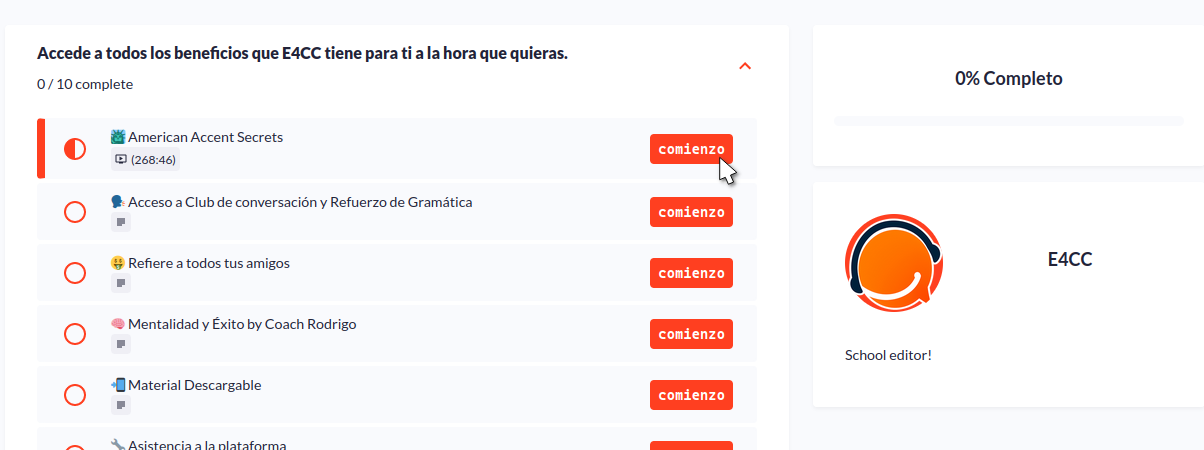 Accede a todos los beneficios que E4CC tiene para ti a la hora que quieras.
0 / 10 complete
American Accent Secrets
(268:46)
comienzo
Acceso a Club de conversación y Refuerzo de Gramática
comienzo
Refiere a todos tus amigos
comienzo
Mentalidad y Éxito by Coach Rodrigo
comienzo
Material Descargable
comienzo
Asistencia a la plataforma
0% Completo
E4CC
School editor!